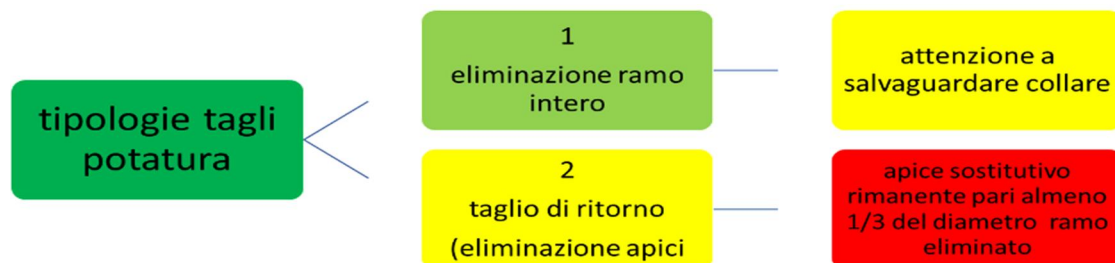 tipologie tagli
potatura
1
eliminazione ramo
intero
attenzione a
salvaguardare collare
2
taglio di ritorno
(eliminazione apici
apice sostitutivo
rimanente pari almeno
1/3 del diametro ramo
eliminato